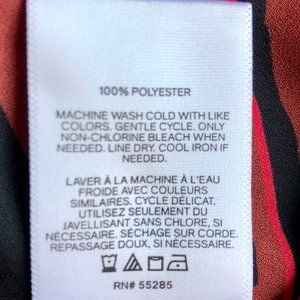 100% POLYESTER
MACHINE WASH COLD WITH LIKE
COLORS. GENTLE CYCLE. ONLY
NON-CHLORINE BLEACH WHEN
NEEDED. LINE DRY. COOL IRON IF
NEEDED.
LAVER À LA MACHINE À L'EAU
FROIDE AVEC COULEURS
SIMILAIRES. CYCLE DÉLICAT.
UTILISEZ SEULEMENT DU
JAVELLISANT SANS CHLORE, SI
NÉCESSAIRE. SÉCHAGE SUR CORDE.
REPASSAGE DOUX, SI NÉCESSAIRE.
RN# 55285